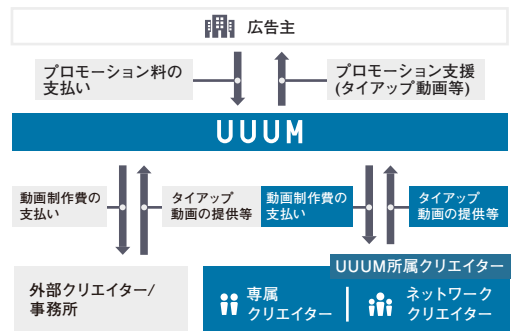 広告主
プロモーション料の
支払い
プロモーション支援
(タイアップ動画等)
UUUM
動画制作費の
支払い
タイアップ
動画の提供等
動画制作費の
支払い
タイアップ
動画の提供等
外部クリエイター/
事務所
UUUM所属クリエイター
専属
クリエイター
ネットワーク
クリエイター